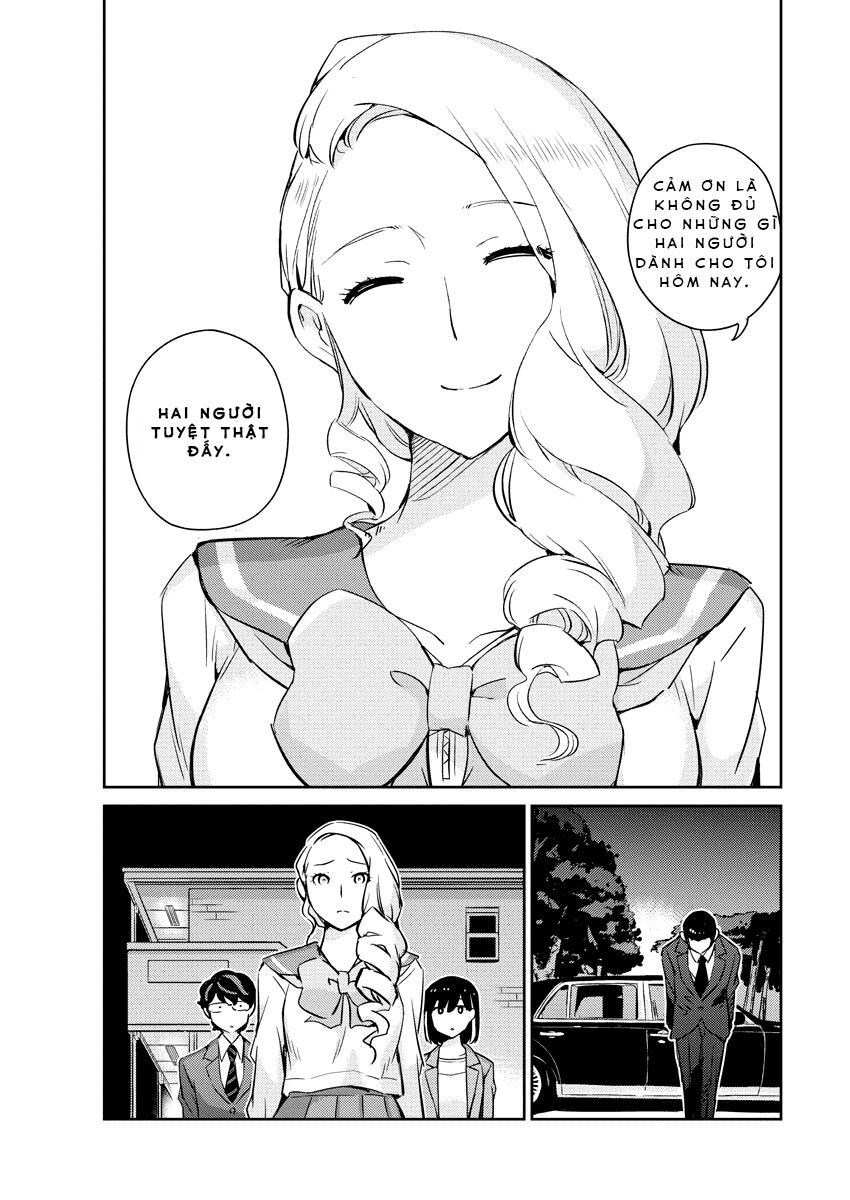 CẢM ƠN LÀ
KHÔNG ĐỦ
CHO NHỮNG GÌ
HAI NGƯỜI
DÀNH CHO TÔI
HÔM NAY.
HAI NGƯỜI
TUYỆT THẬT
ĐẤY.